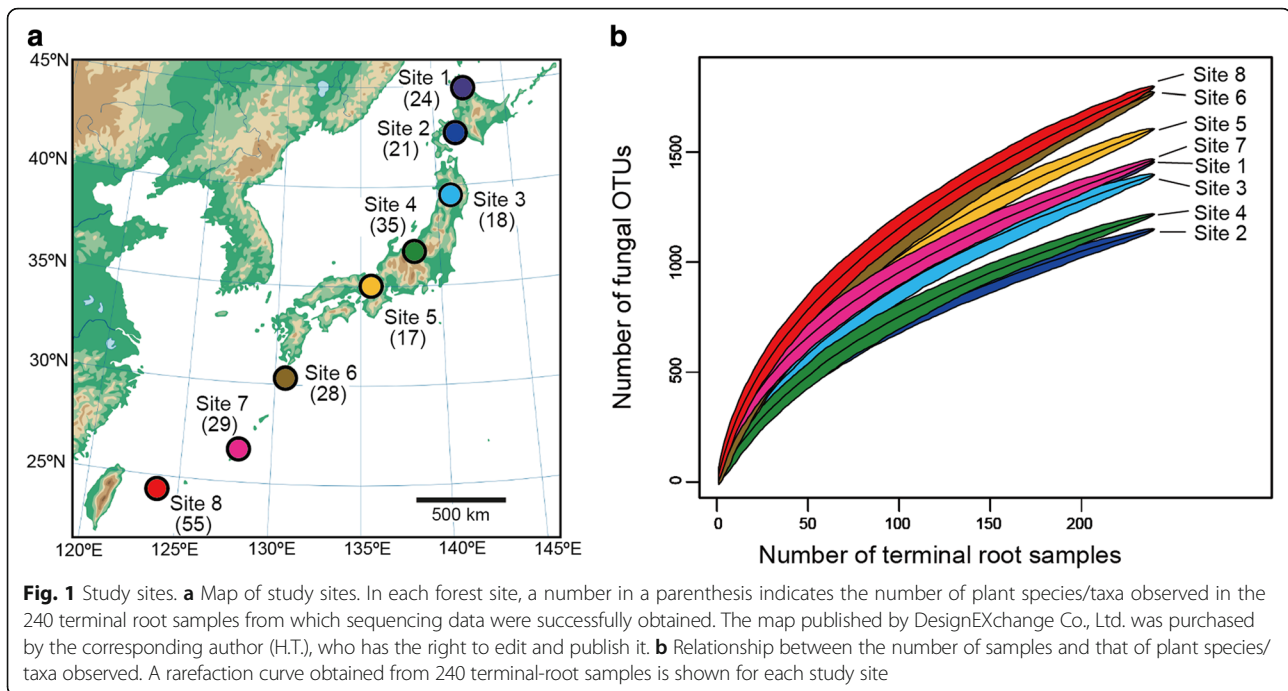 a
45ºN
40ºN
35ºN
30ºN
25ºN
120ºE
125ºE
130ºE
135ºE
140ºE
145ºE
Site 1
(24)
Site 2
(21)
Site 3
(18)
Site 4
(35)
Site 5
(17)
Site 6
(28)
Site 7
(29)
Site 8
(55)
500 km
b
Number of fungal OTUs
1500
1000
500
0
0
50
100
150
200
Number of terminal root samples
Site 8
Site 6
Site 5
Site 7
Site 1
Site 3
Site 4
Site 2
Fig. 1 Study sites. a Map of study sites. In each forest site, a number in a parenthesis indicates the number of plant species/taxa observed in the
240 terminal root samples from which sequencing data were successfully obtained. The map published by DesignEXchange Co., Ltd. was purchased
by the corresponding author (H.T.), who has the right to edit and publish it. b Relationship between the number of samples and that of plant species/
taxa observed. A rarefaction curve obtained from 240 terminal-root samples is shown for each study site